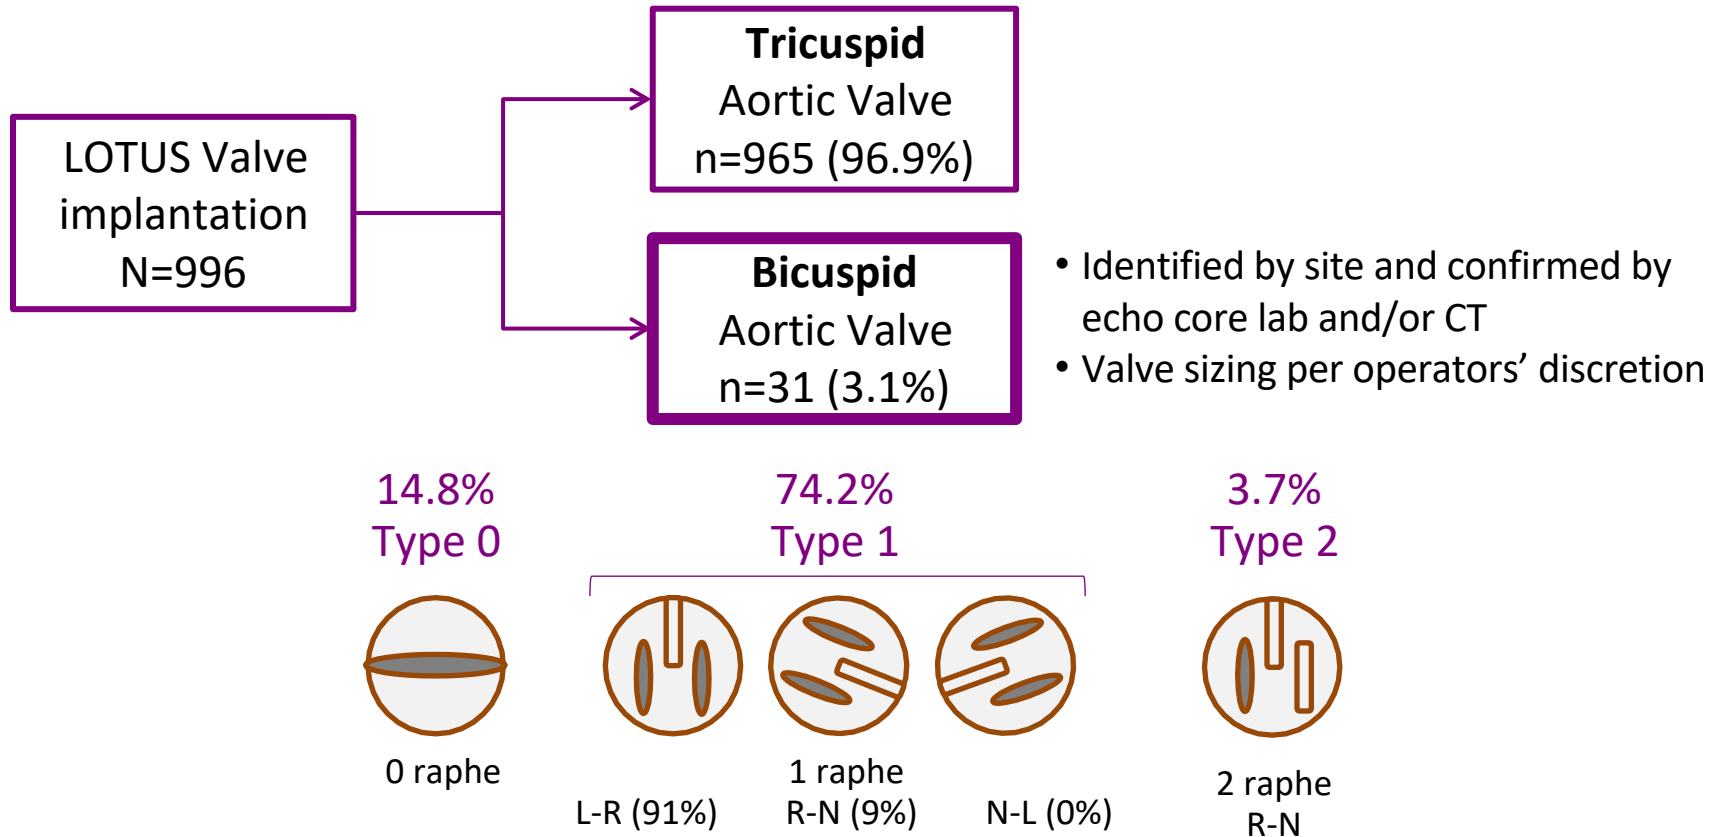 LOTUS Valve
implantation
N=996
Tricuspid
Aortic Valve
n=965 (96.9%)
Bicuspid
Aortic Valve
n=31 (3.1%)
• Identified by site and confirmed by
echo core lab and/or CT
• Valve sizing per operators’ discretion
14.8%
Type 0
74.2%
Type 1
3.7%
Type 2
0 raphe
1 raphe
L-R (91%) R-N (9%) N-L (0%)
2 raphe
R-N